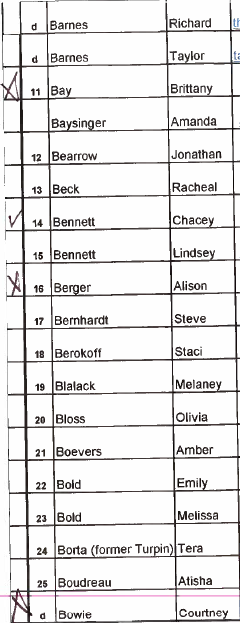 d Barnes Richard
d Barnes Taylor
11 Bay Brittany
Baysinger Amanda
12 Bearrow Jonathan
13 Beck Racheal
14 Bennett Chacey
15 Bennett Lindsey
16 Berger Alison
17 Bernhardt Steve
18 Berokoff Staci
19 Blalack Melaney
20 Bloss Olivia
21 Boevers Amber
22 Bold Emily
23 Bold Melissa
24 Borta (former Turpin) Tera
25 Boudreau Atisha
d Bowie Courtney